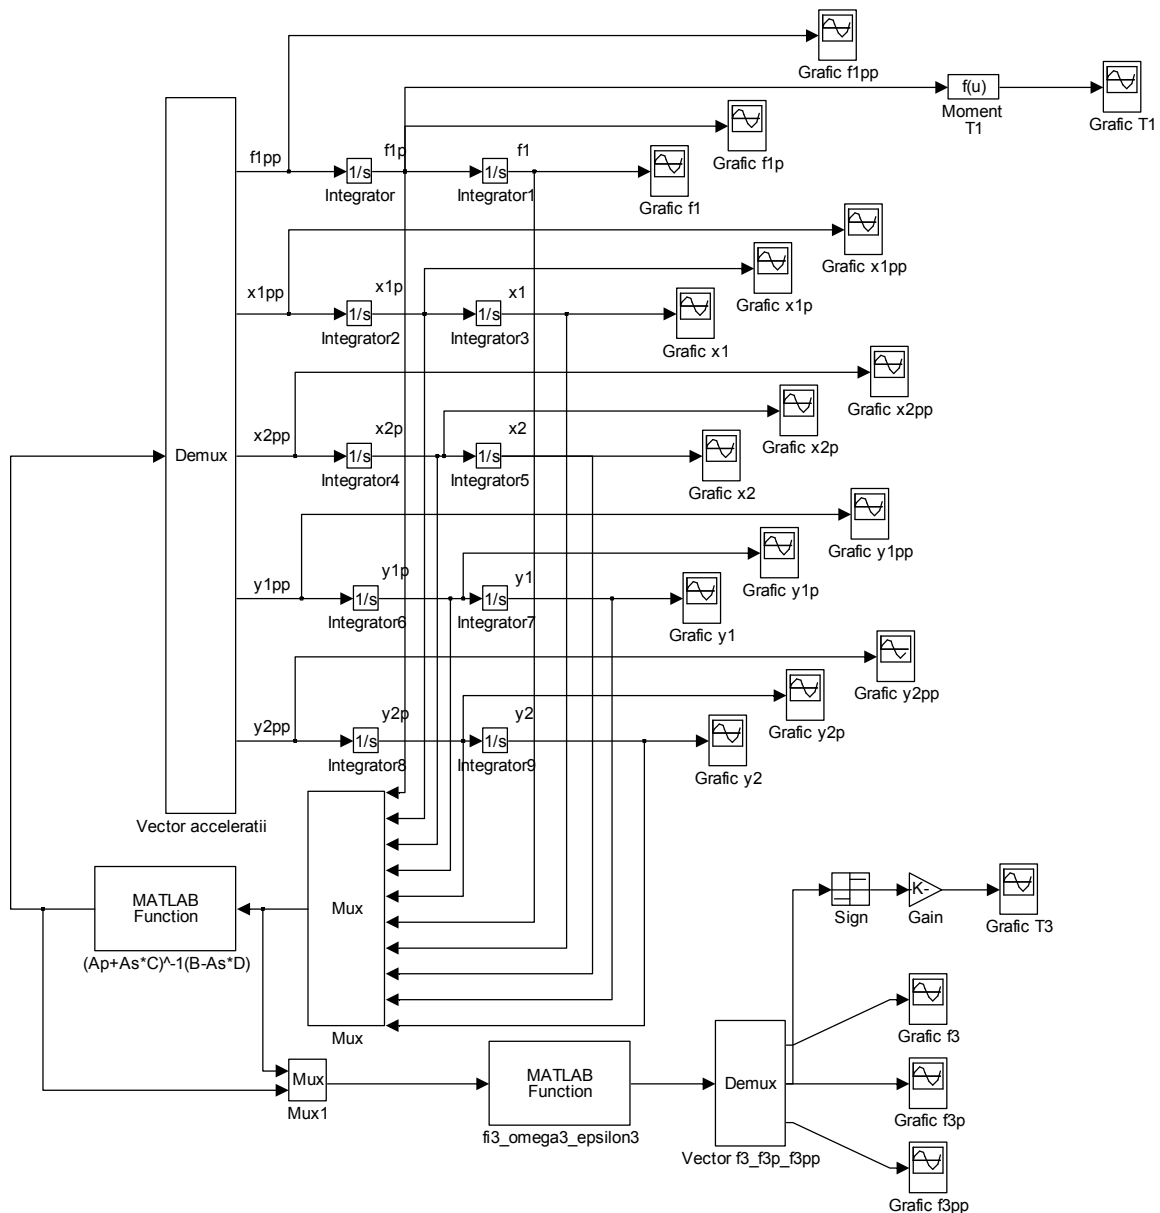 Grafic f1pp
f(u)
Moment
T1
Grafic T1
Grafic f1p
f1pp
f1p
f1
1/s
1/s
Integrator
Integrator1
Grafic f1
Grafic x1pp
Grafic x1p
x1pp
x1p
x1
1/s
1/s
Integrator2
Integrator3
Grafic x1
Grafic x2pp
Grafic x2p
x2pp
x2p
x2
Demux
1/s
1/s
Integrator4
Integrator5
Grafic x2
Grafic y1pp
Grafic y1p
y1pp
y1p
y1
1/s
1/s
Integrator6
Integrator7
Grafic y1
Grafic y2pp
Grafic y2p
y2pp
y2p
y2
1/s
1/s
Integrator8
Integrator9
Grafic y2
Vector acceleratii
MATLAB
Function
(Ap+As*C)^-1(B-As*D)
Mux
Mux
Sign
K-
Gain
Grafic T3
Grafic f3
Mux
Mux1
MATLAB
Function
fi3_omega3_epsilon3
Demux
Vector f3_f3p_f3pp
Grafic f3p
Grafic f3pp